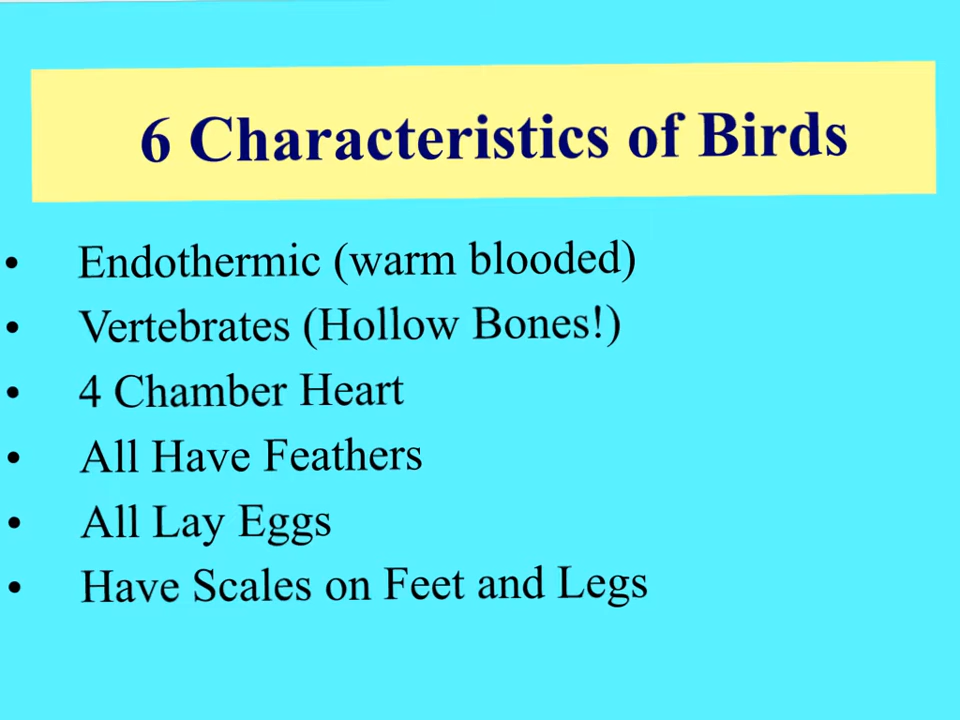 6 Characteristics of Birds
• Endothermic (warm blooded)
• Vertebrates (Hollow Bones!)
• 4 Chamber Heart
• All Have Feathers
• All Lay Eggs
• Have Scales on Feet and Legs